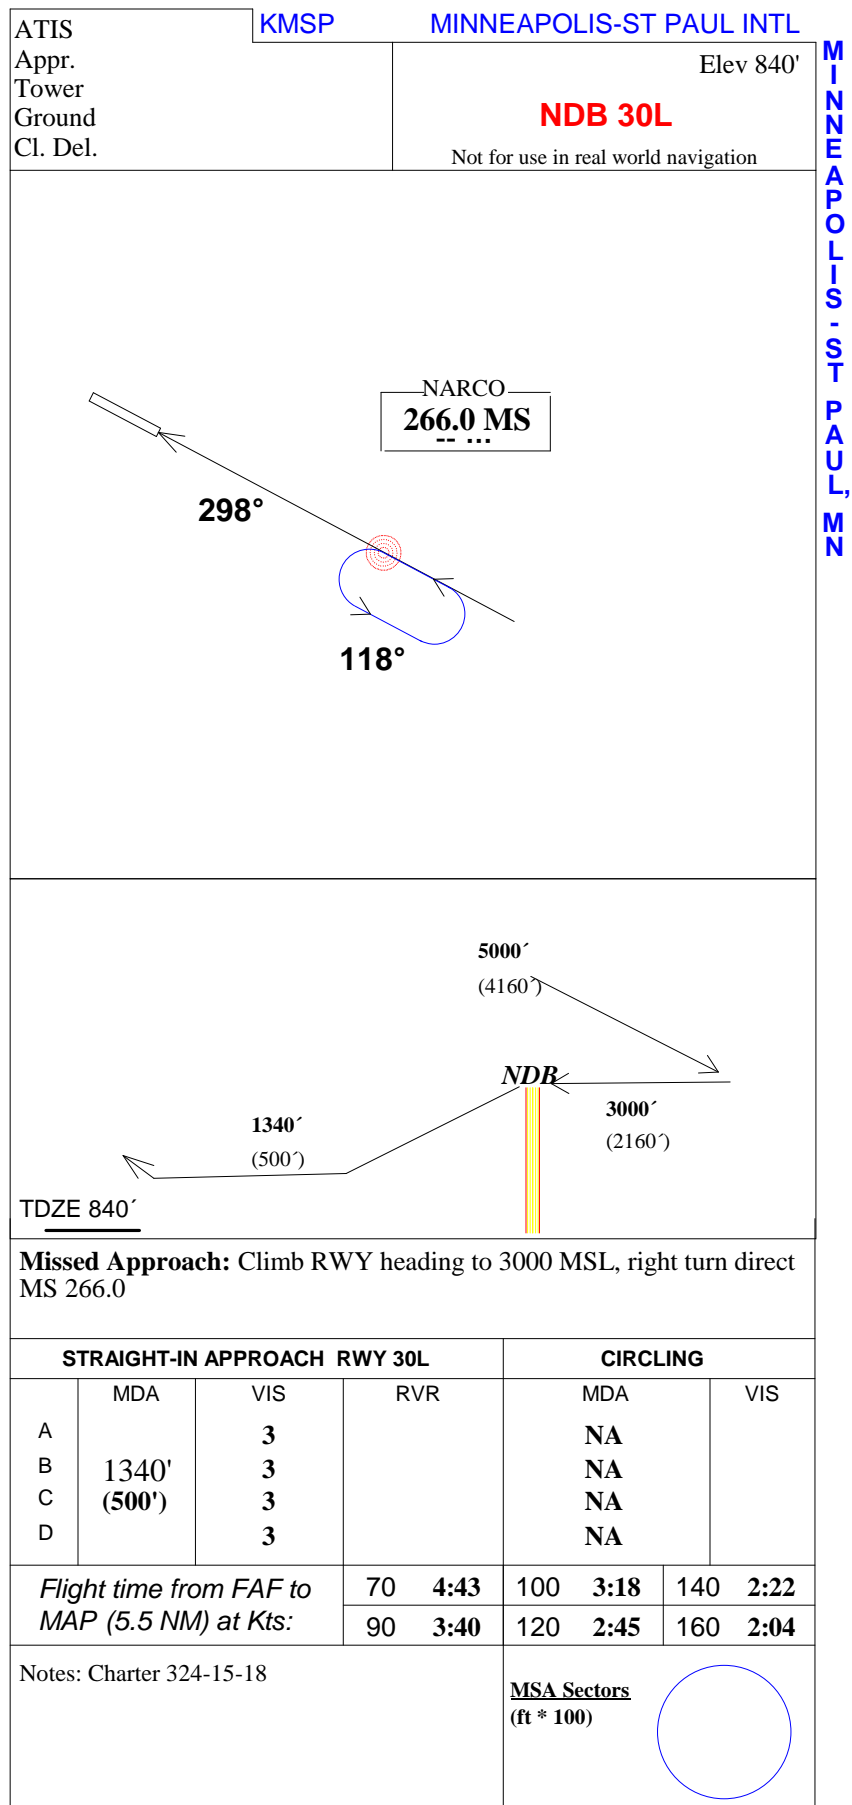 ATIS
Appr.
Tower
Ground
Cl. Del.
KMSP MINNEAPOLIS-ST PAUL INTL
Elev 840'
NDB 30L
Not for use in real world navigation
MINNEAPOLIS-ST PAUL, MN
NARCO
266.0 MS
-- ...
298°
118°
5000´
(4160´)
NDB
3000´
(2160´)
1340´
(500´)
TDZE 840´
Missed Approach: Climb RWY heading to 3000 MSL, right turn direct
MS 266.0
STRAIGHT-IN APPROACH RWY 30L CIRCLING
MDA VIS RVR MDA VIS
A 3 NA
B 1340' 3 NA
C (500') 3 NA
D 3 NA
Flight time from FAF to
MAP (5.5 NM) at Kts:
70 4:43 100 3:18 140 2:22
90 3:40 120 2:45 160 2:04
Notes: Charter 324-15-18
MSA Sectors
(ft * 100)